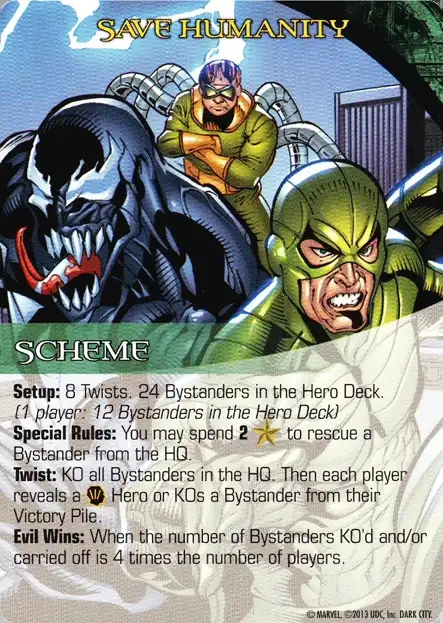 SAVE HUMANITY
SCHEME
Setup: 8 Twists. 24 Bystanders in the Hero Deck.
(1 player: 12 Bystanders in the Hero Deck)
Special Rules: You may spend 2 to rescue a
Bystander from the HQ.
Twist: KO all Bystanders in the HQ. Then each player
reveals a Hero or KOs a Bystander from their
Victory Pile.
Evil Wins: When the number of Bystanders KO'd and/or
carried off is 4 times the number of players.
© MARVEL. ©2013 UDC, Inc. DARK CITY.